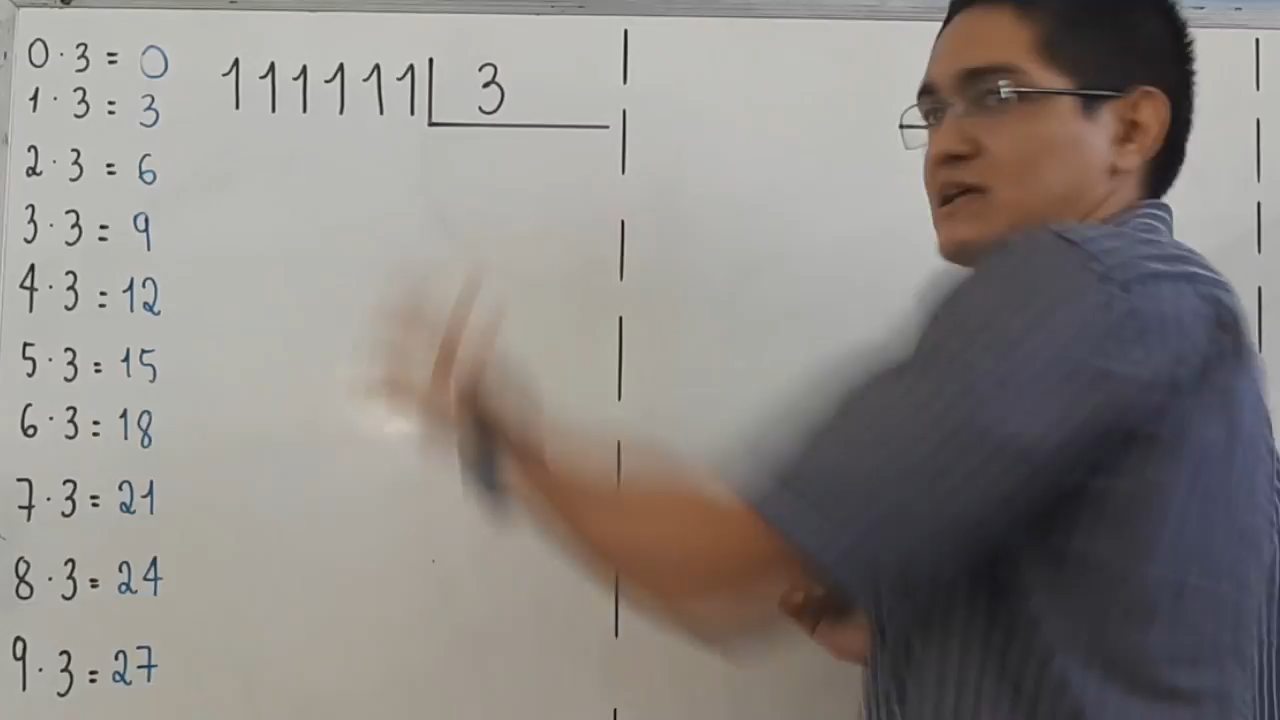 0·3 = 0
1·3 = 3
2·3 = 6
3·3 = 9
4·3 = 12
5·3 = 15
6·3 = 18
7·3 = 21
8·3 = 24
9·3 = 27
111111 3